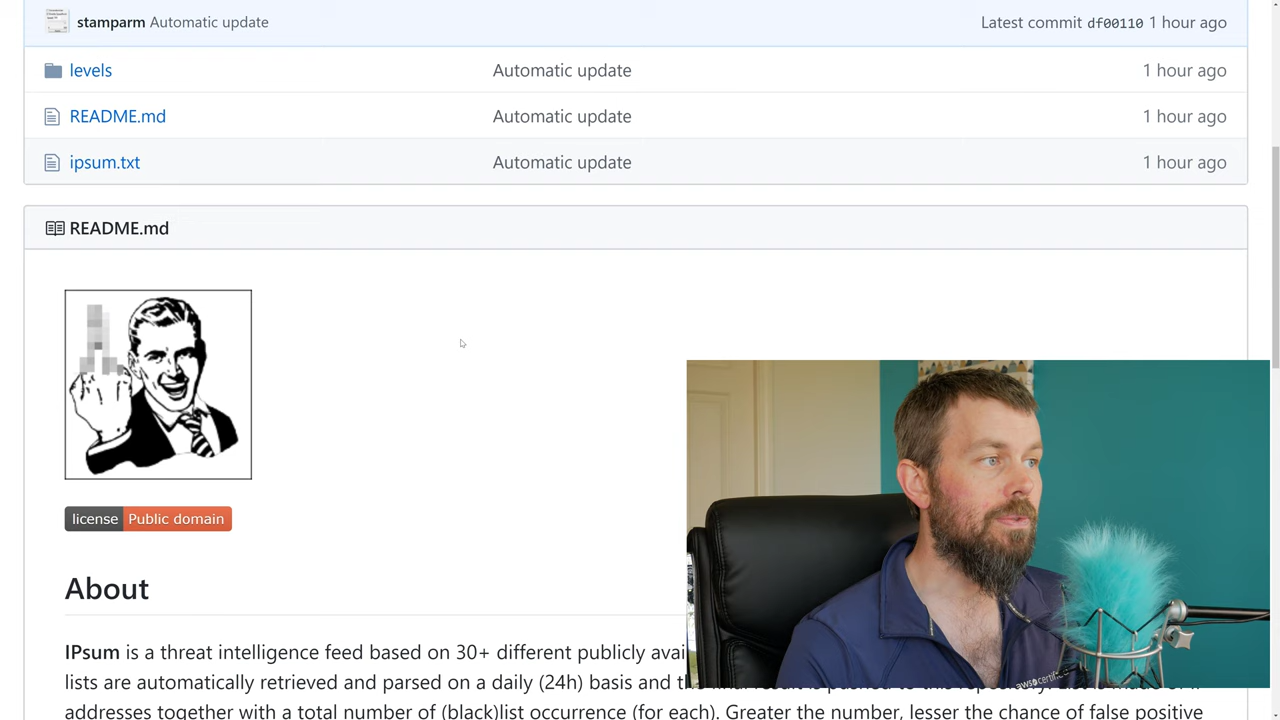 stamparm Automatic update Latest commit df00110 1 hour ago
levels Automatic update 1 hour ago
README.md Automatic update 1 hour ago
ipsum.txt Automatic update 1 hour ago
README.md
license Public domain
About
IPsum is a threat intelligence feed based on 30+ different publicly avai
lists are automatically retrieved and parsed on a daily (24h) basis and
addresses together with a total number of (black)list occurrence (for each). Greater the number, lesser the chance of false positive